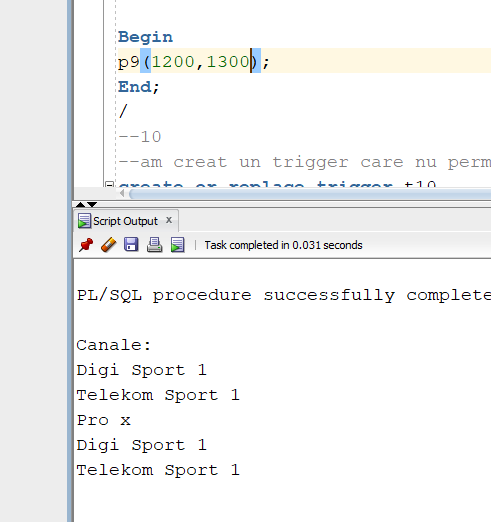 Begin
p9(1200,1300);
End;
/
--10
--am creat un trigger care nu perm
create or replace trigger t10
Script Output x
Task completed in 0.031 seconds
PL/SQL procedure successfully complete
Canale:
Digi Sport 1
Telekom Sport 1
Pro x
Digi Sport 1
Telekom Sport 1